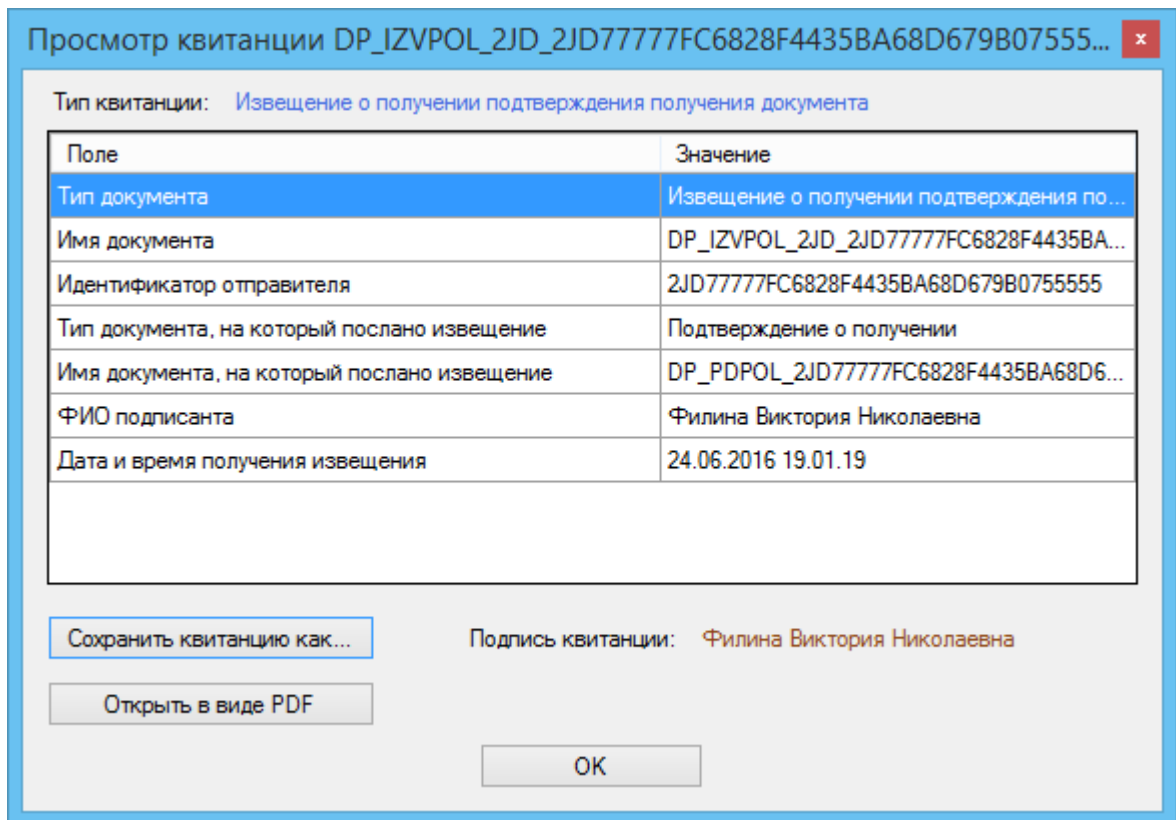 Просмотр квитанции DP_IZVPOL_2JD_2JD77777FC6828F4435BA68D679B07555... x
Тип квитанции: Извещение о получении подтверждения получения документа
Поле Значение
Тип документа Извещение о получении подтверждения по...
Имя документа DP_IZVPOL_2JD_2JD77777FC6828F4435BA...
Идентификатор отправителя 2JD77777FC6828F4435BA68D679B0755555
Тип документа, на который послано извещение Подтверждение о получении
Имя документа, на который послано извещение DP_PDPOL_2JD77777FC6828F4435BA68D6...
ФИО подписанта Филина Виктория Николаевна
Дата и время получения извещения 24.06.2016 19.01.19
Сохранить квитанцию как... Подпись квитанции: Филина Виктория Николаевна
Открыть в виде PDF
OK